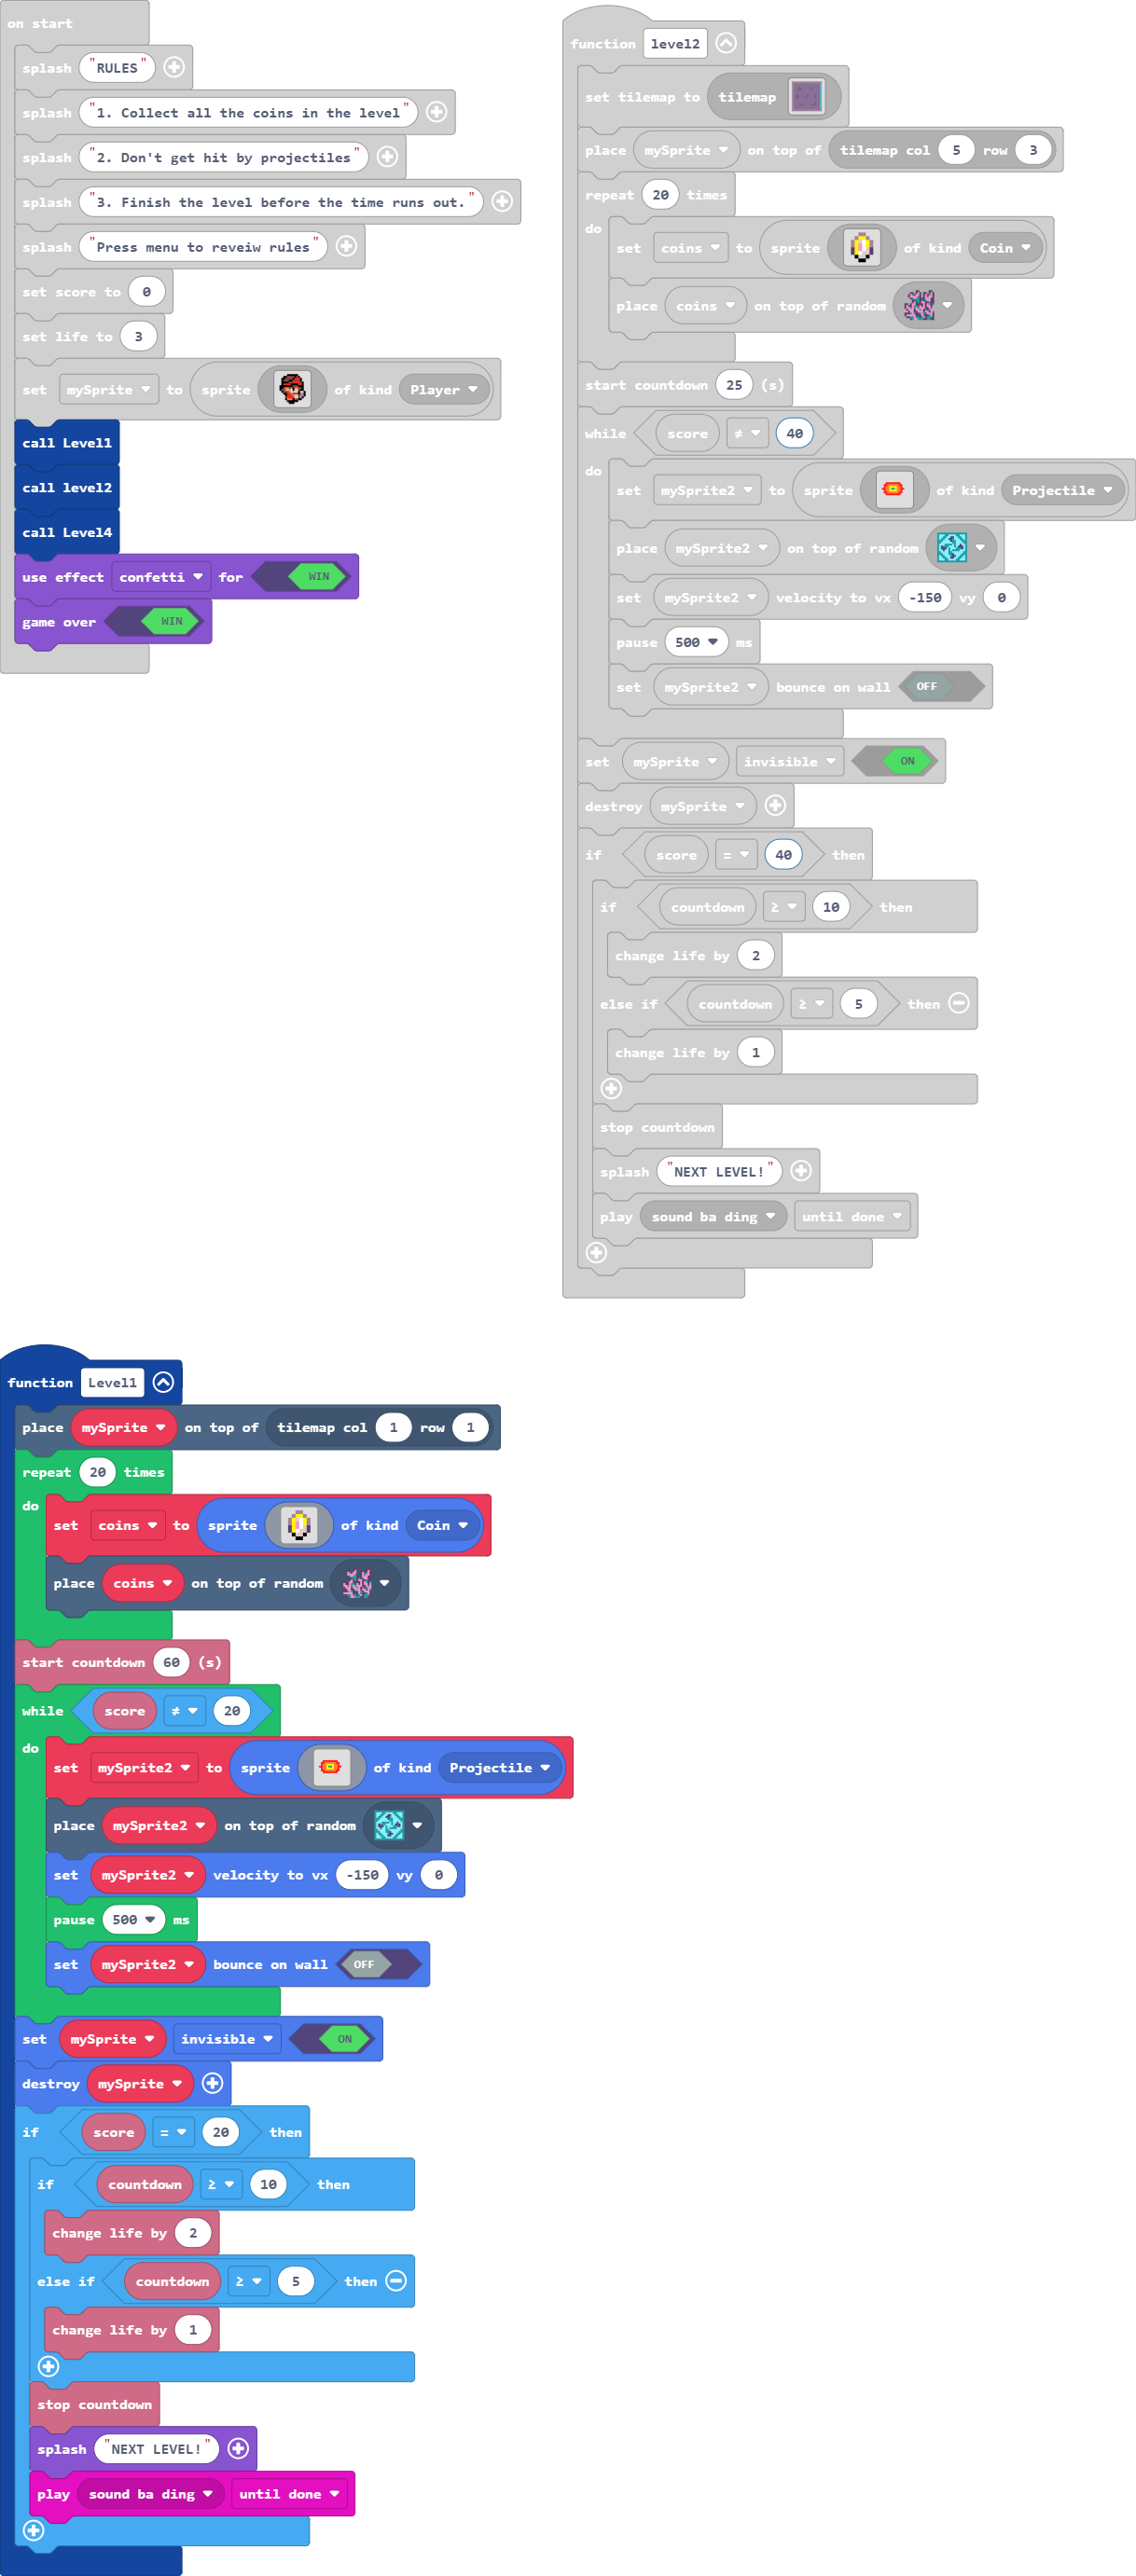 on start
splash "RULES"
splash "1. Collect all the coins in the level"
splash "2. Don't get hit by projectiles"
splash "3. Finish the level before the time runs out."
splash "Press menu to reveiw rules"
set score to 0
set life to 3
set mySprite to sprite of kind Player
call Level1
call level2
call Level4
use effect confetti for WIN
game over WIN
function level2
set tilemap to tilemap
place mySprite on top of tilemap col 5 row 3
repeat 20 times
do
set coins to sprite of kind Coin
place coins on top of random
start countdown 25 (s)
while score ≠ 40
do
set mySprite2 to sprite of kind Projectile
place mySprite2 on top of random
set mySprite2 velocity to vx -150 vy 0
pause 500 ms
set mySprite2 bounce on wall OFF
set mySprite invisible ON
destroy mySprite
if score = 40 then
if countdown ≥ 10 then
change life by 2
else if countdown ≥ 5 then
change life by 1
stop countdown
splash "NEXT LEVEL!"
play sound ba ding until done
function Level1
place mySprite on top of tilemap col 1 row 1
repeat 20 times
do
set coins to sprite of kind Coin
place coins on top of random
start countdown 60 (s)
while score ≠ 20
do
set mySprite2 to sprite of kind Projectile
place mySprite2 on top of random
set mySprite2 velocity to vx -150 vy 0
pause 500 ms
set mySprite2 bounce on wall OFF
set mySprite invisible ON
destroy mySprite
if score = 20 then
if countdown ≥ 10 then
change life by 2
else if countdown ≥ 5 then
change life by 1
stop countdown
splash "NEXT LEVEL!"
play sound ba ding until done